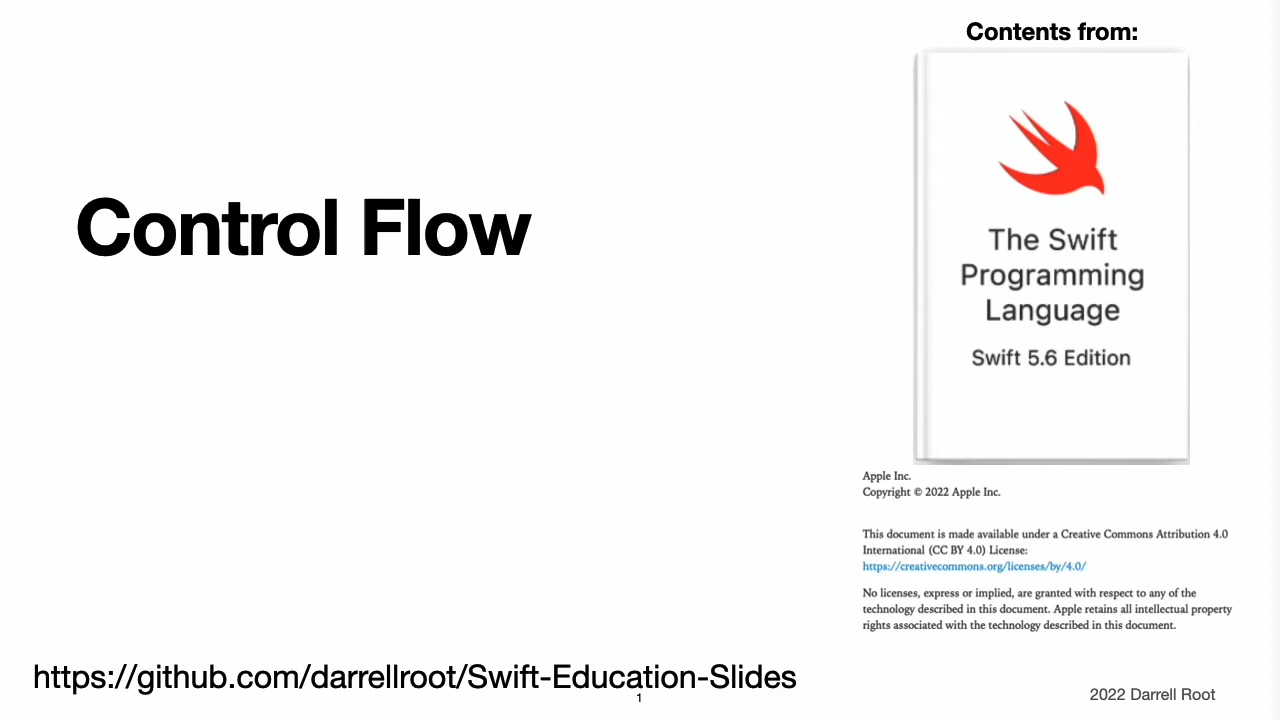 Contents from:
Control Flow
The Swift
Programming
Language
Swift 5.6 Edition
Apple Inc.
Copyright © 2022 Apple Inc.
This document is made available under a Creative Commons Attribution 4.0
International (CC BY 4.0) License:
https://creativecommons.org/licenses/by/4.0/
No licenses, express or implied, are granted with respect to any of the
technology described in this document. Apple retains all intellectual property
rights associated with the technology described in this document.
https://github.com/darrellroot/Swift-Education-Slides
1
2022 Darrell Root